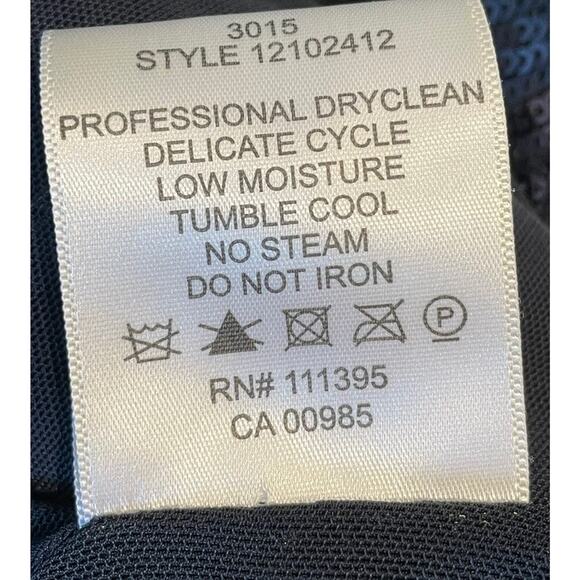 3015
STYLE 12102412
PROFESSIONAL DRYCLEAN
DELICATE CYCLE
LOW MOISTURE
TUMBLE COOL
NO STEAM
DO NOT IRON
P
RN# 111395
CA 00985